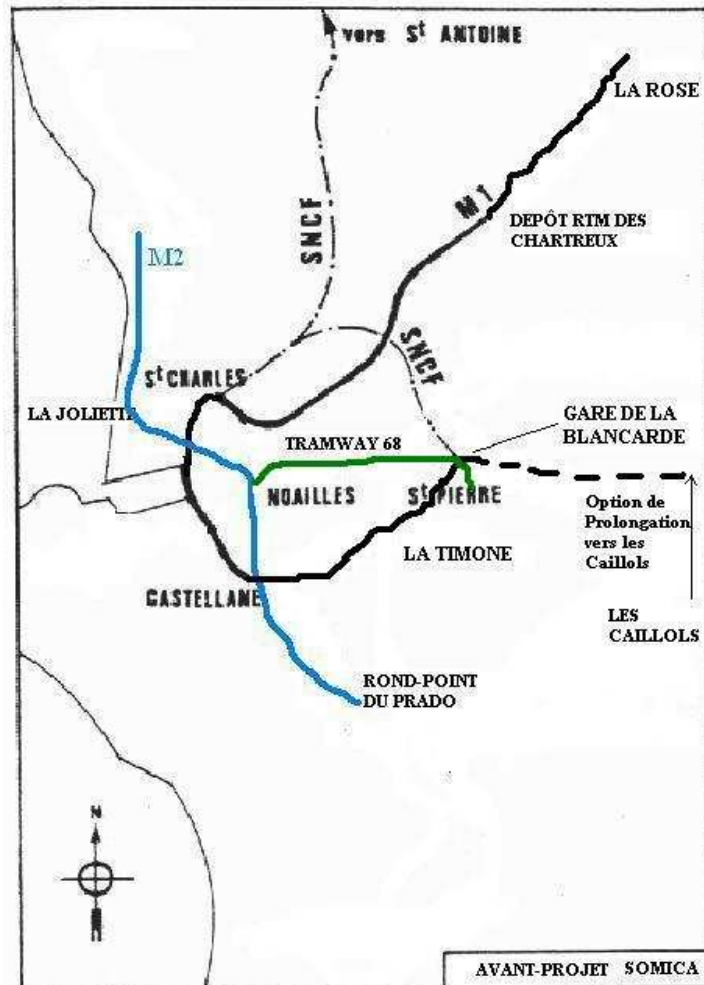 vers Sᵗ ANTOINE
LA ROSE
M1
SNCF
DEPÔT RTM DES
CHARTREUX
M2
SNCF
Sᵗ CHARLES
LA JOLIETTE
GARE DE LA
BLANCARDE
TRAMWAY 68
NOAILLES
Sᵗ PIERRE
Option de
Prolongation
vers les
Caillols
LA TIMONE
CASTELLANE
LES
CAILLOLS
ROND-POINT
DU PRADO
N
AVANT-PROJET SOMICA